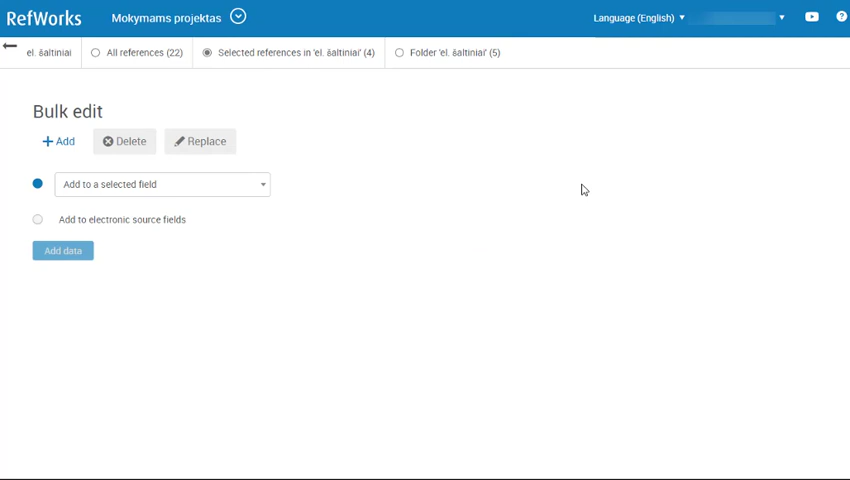 RefWorks Mokymams projektas Language (English)
el. šaltiniai All references (22) Selected references in 'el. šaltiniai' (4) Folder 'el. šaltiniai' (5)
Bulk edit
Add Delete Replace
Add to a selected field
Add to electronic source fields
Add data